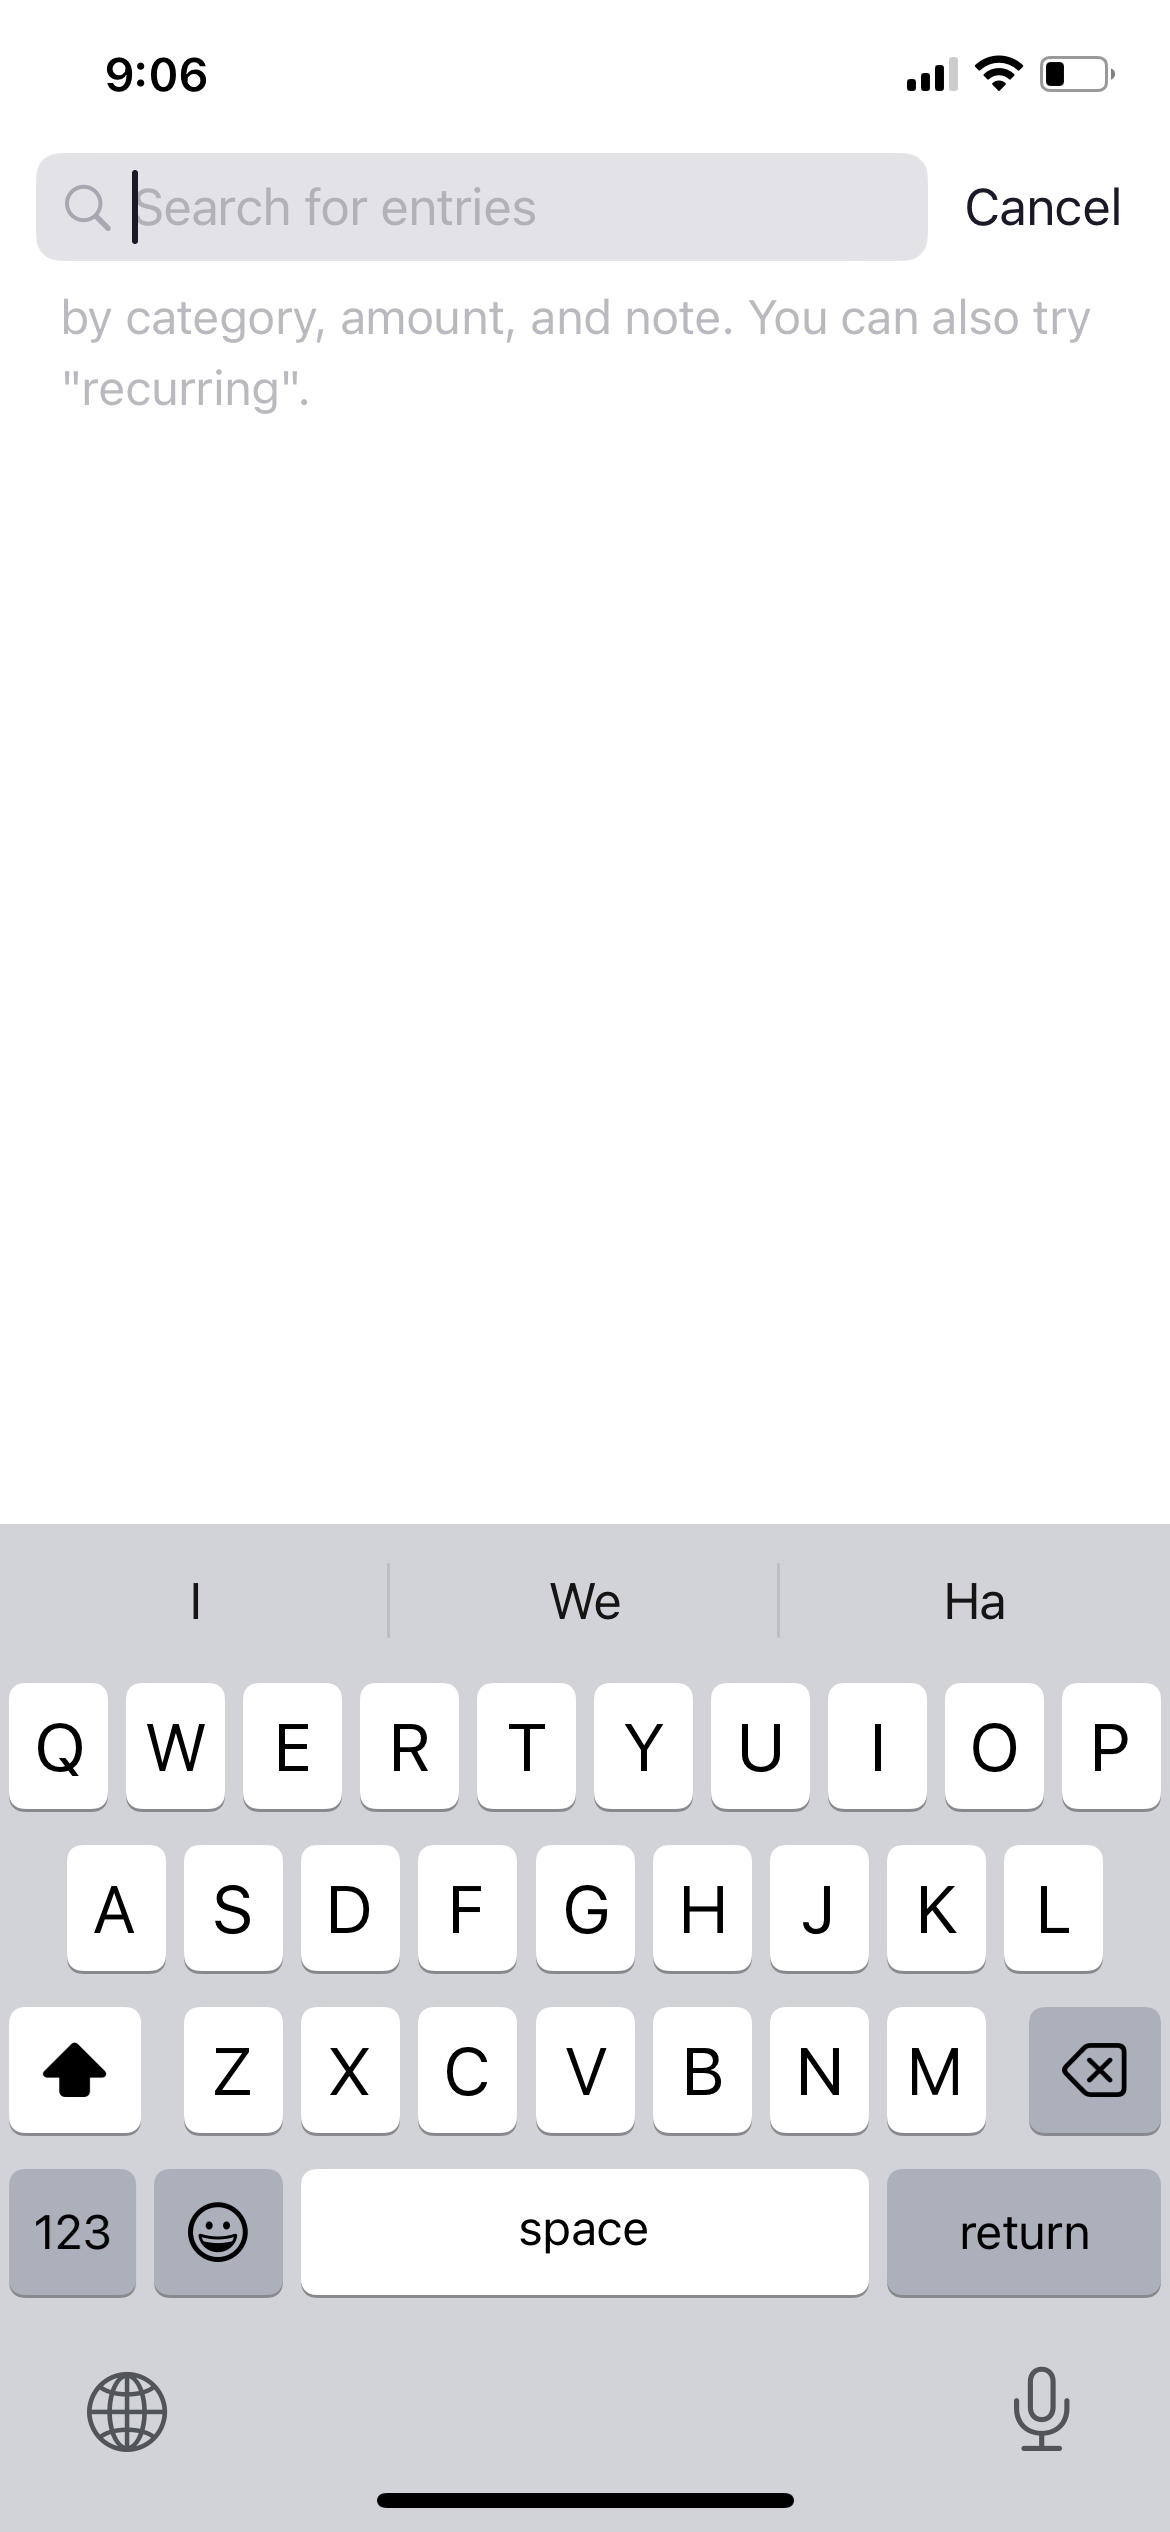 9:06
Search for entries
Cancel
by category, amount, and note. You can also try
"recurring".
I We Ha
Q W E R T Y U I O P
A S D F G H J K L
Z X C V B N M
123 space return